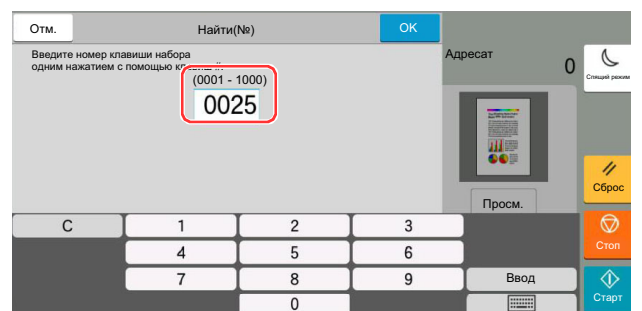 Отм.
Найти(№)
OK
Введите номер клавиши набора
одним нажатием с помощью
(0001 - 1000)
0025
Адресат
0
Просм.
C
1
2
3
4
5
6
7
8
9
0
Ввод
Спящий режим
Сброс
Стоп
Старт